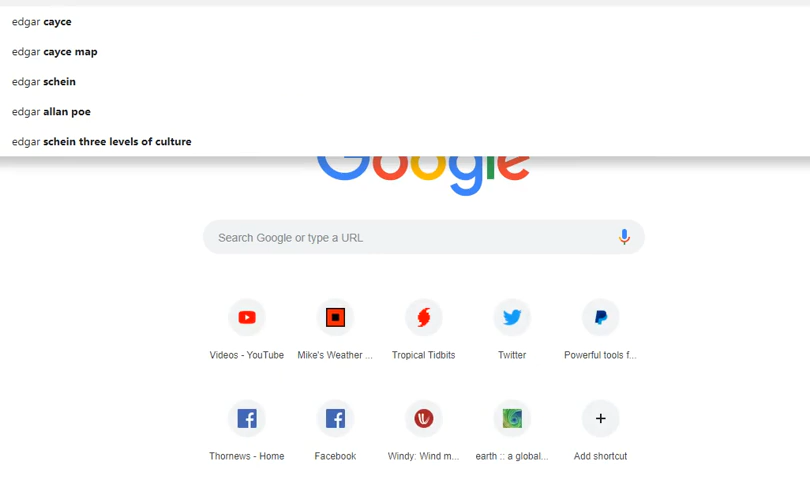 edgar cayce
edgar cayce map
edgar schein
edgar allan poe
edgar schein three levels of culture
Google
Search Google or type a URL
Videos - YouTube
Mike's Weather ...
Tropical Tidbits
Twitter
Powerful tools f...
Thornews - Home
Facebook
Windy: Wind m...
earth :: a global...
Add shortcut